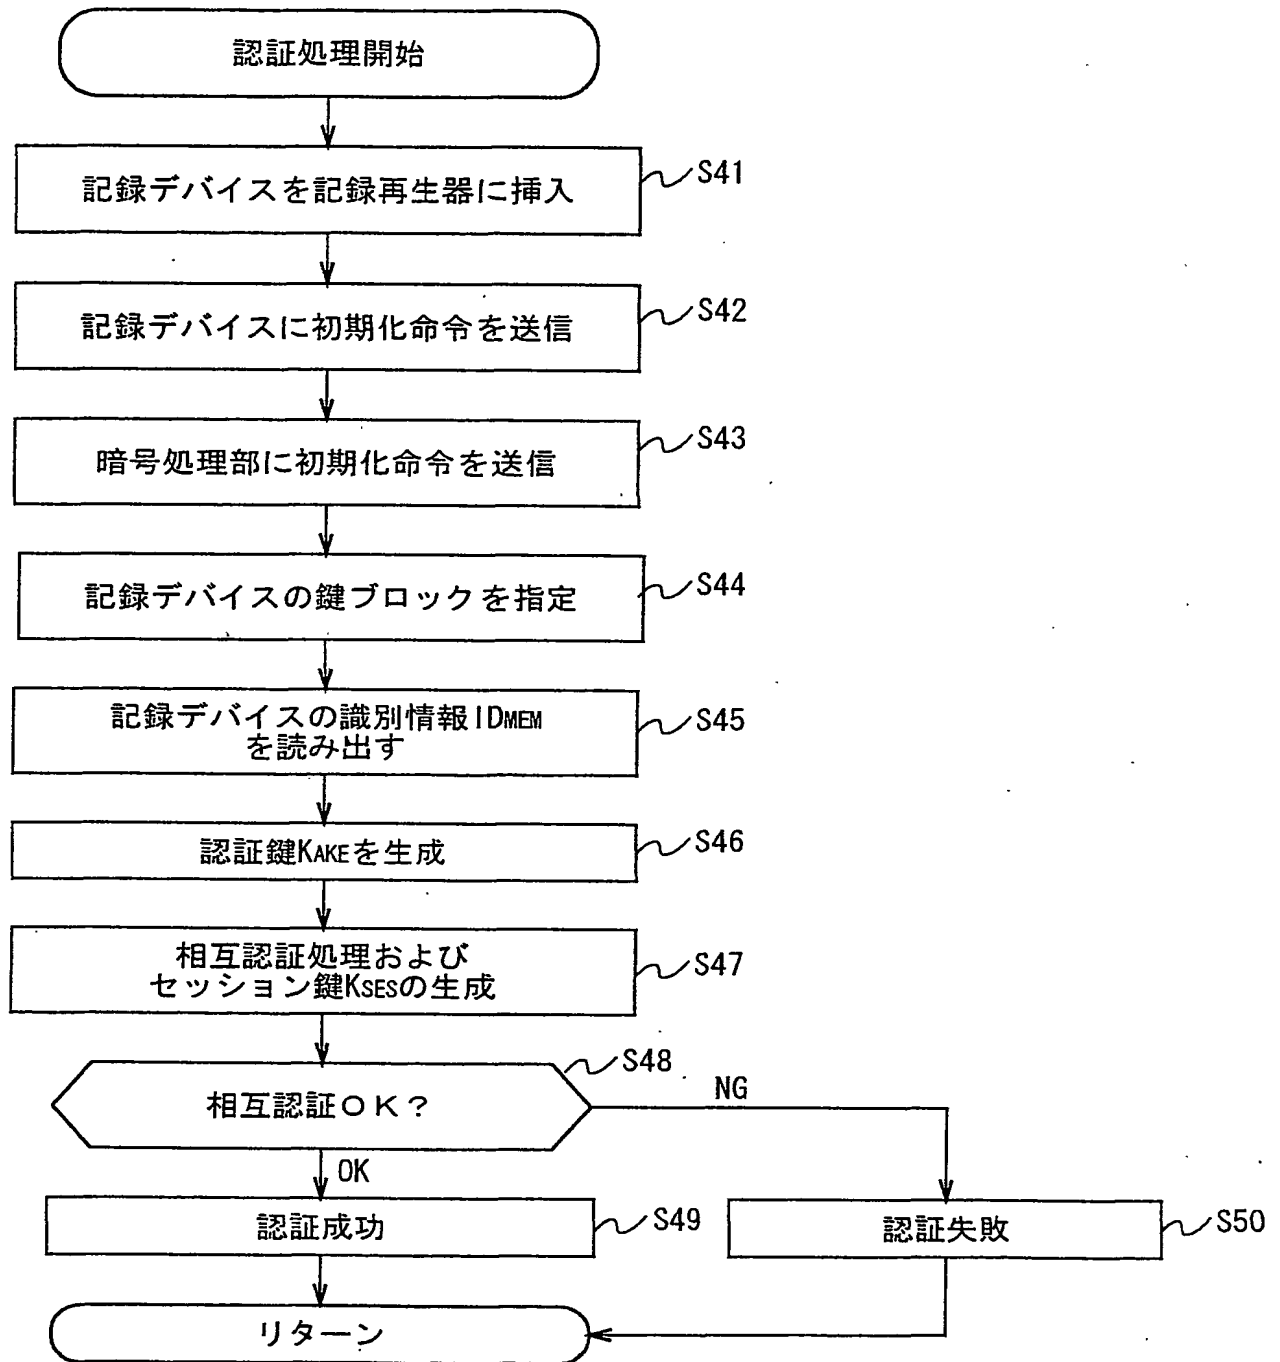 認証処理開始
記録デバイスを記録再生器に挿入
S41
記録デバイスに初期化命令を送信
S42
暗号処理部に初期化命令を送信
S43
記録デバイスの鍵ブロックを指定
S44
記録デバイスの識別情報IDMEM
を読み出す
S45
認証鍵KAKEを生成
S46
相互認証処理および
セッション鍵KSESの生成
S47
相互認証OK?
S48
NG
OK
認証成功
S49
認証失敗
S50
リターン